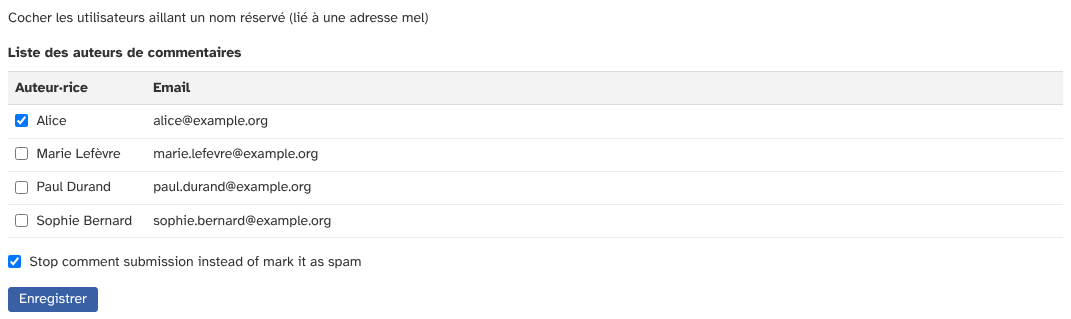 Cocher les utilisateurs aillant un nom réservé (lié à une adresse mel)
Liste des auteurs de commentaires
Auteur·rice Email
Alice alice@example.org
Marie Lefèvre marie.lefevre@example.org
Paul Durand paul.durand@example.org
Sophie Bernard sophie.bernard@example.org
Stop comment submission instead of mark it as spam
Enregistrer